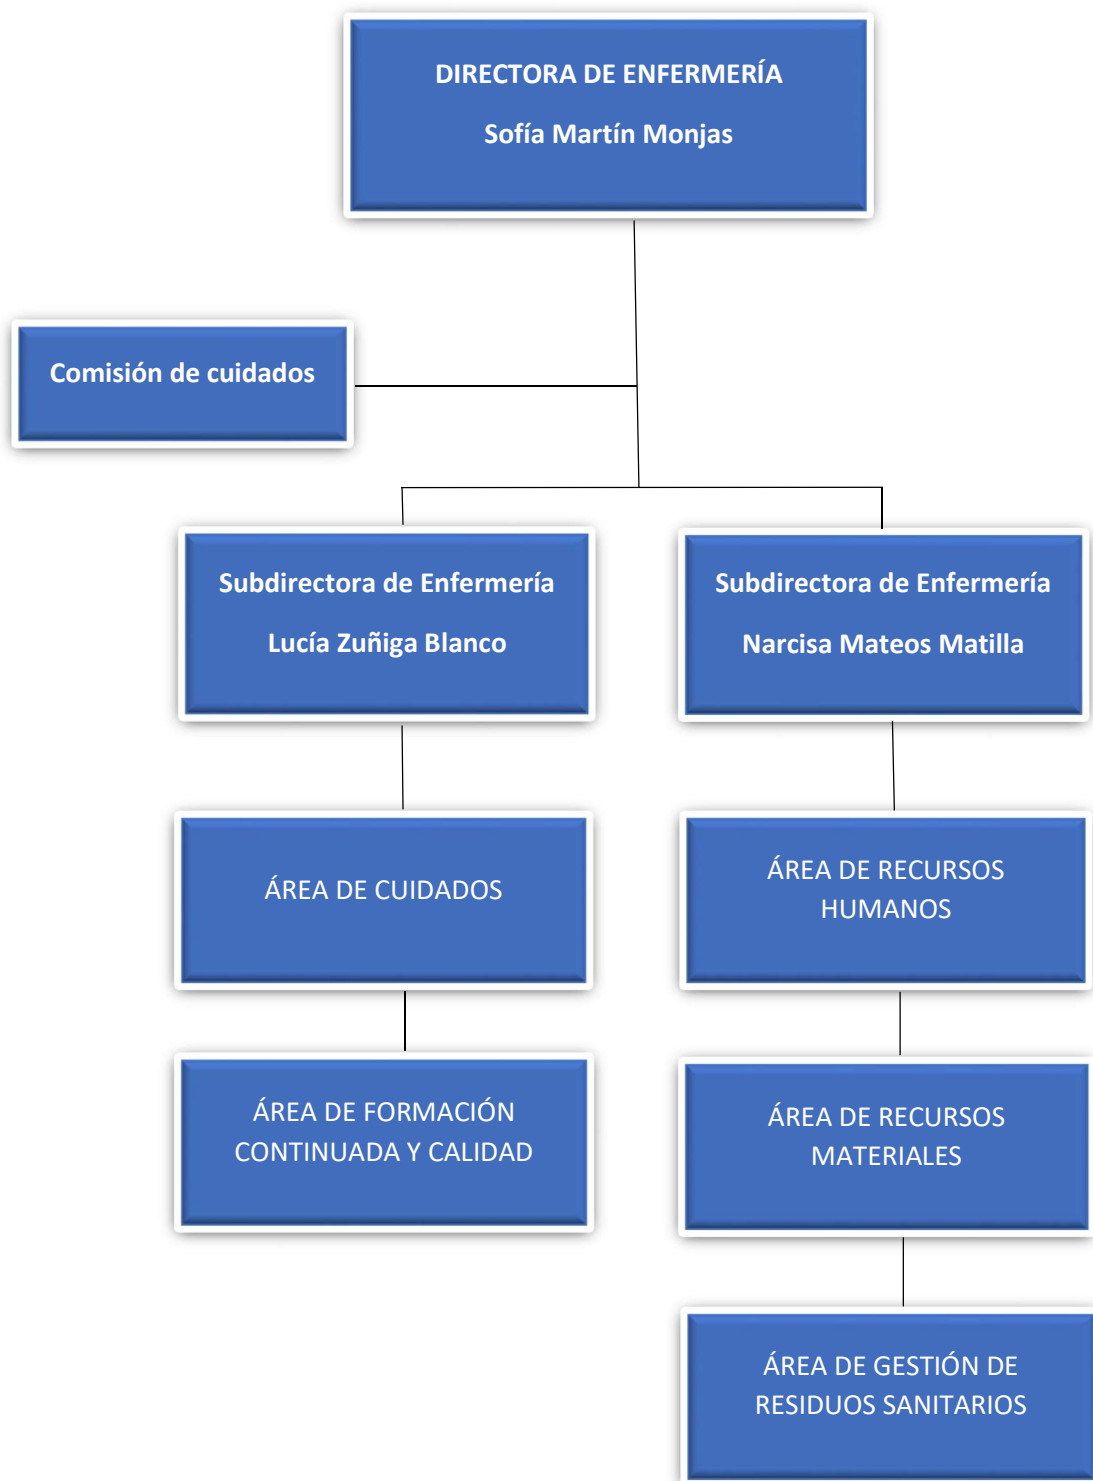 DIRECTORA DE ENFERMERÍA
Sofía Martín Monjas
Comisión de cuidados
Subdirectora de Enfermería
Lucía Zuñiga Blanco
Subdirectora de Enfermería
Narcisa Mateos Matilla
ÁREA DE CUIDADOS
ÁREA DE RECURSOS
HUMANOS
ÁREA DE FORMACIÓN
CONTINUADA Y CALIDAD
ÁREA DE RECURSOS
MATERIALES
ÁREA DE GESTIÓN DE
RESIDUOS SANITARIOS